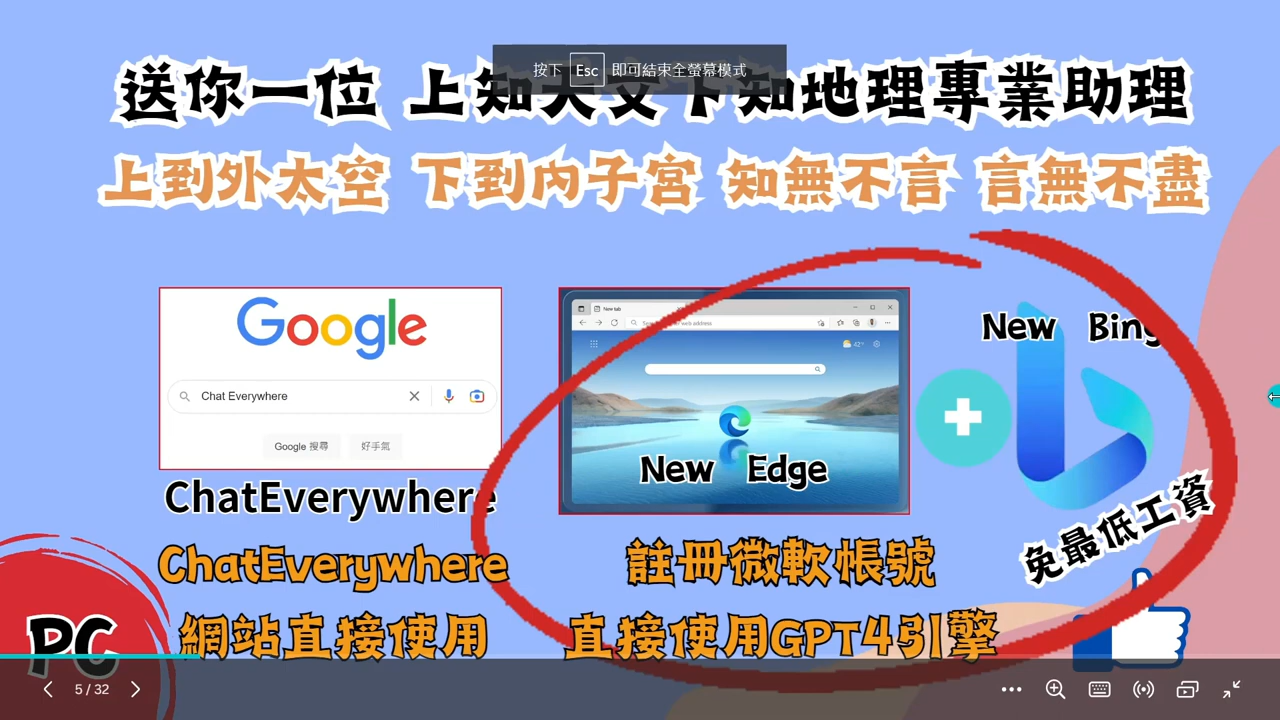 按下 Esc 即可結束全螢幕模式
送你一位 上知天文下知地理專業助理
上到外太空 下到內子宮 知無不言 言無不盡
Google
Chat Everywhere
Google 搜尋 好手氣
ChatEverywhere
ChatEverywhere
網站直接使用
New tab
42°
New Edge
註冊微軟帳號
直接使用GPT4引擎
New Bing
免最低工資
PC
5 / 32